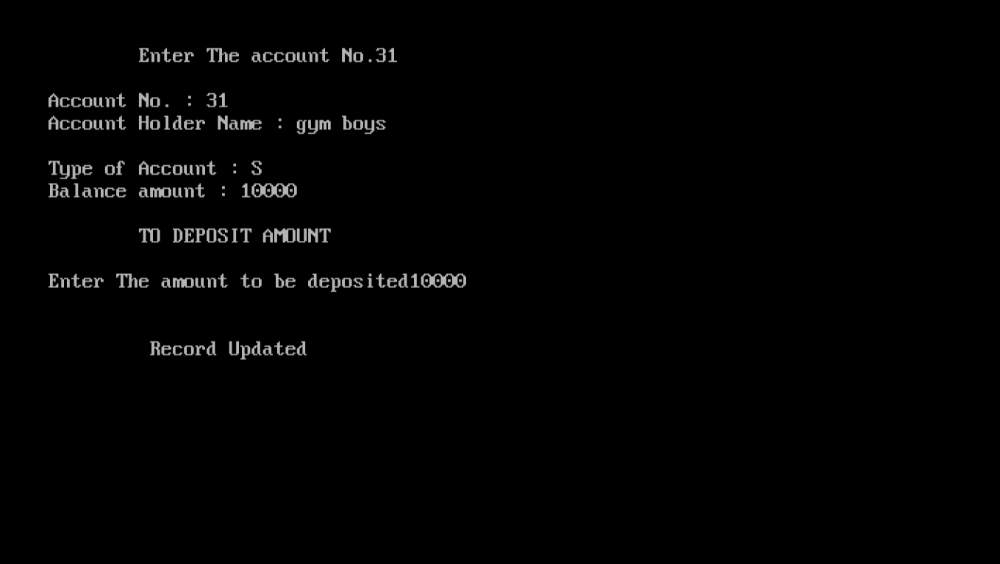 Enter The account No.31
Account No. : 31
Account Holder Name : gym boys
Type of Account : S
Balance amount : 10000
TO DEPOSIT AMOUNT
Enter The amount to be deposited10000
Record Updated